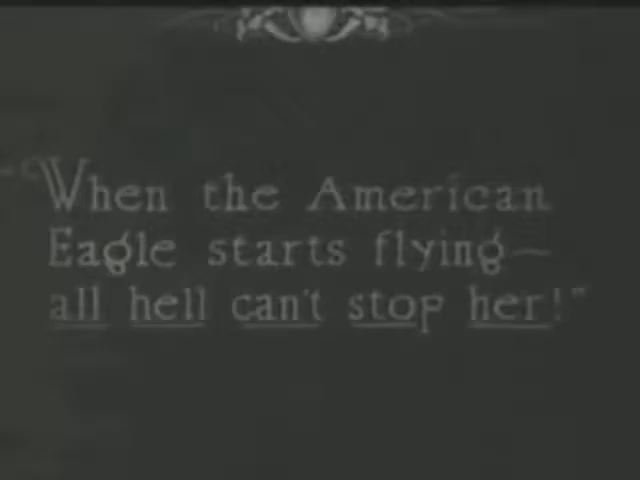 "When the American
Eagle starts flying—
all hell can't stop her!"